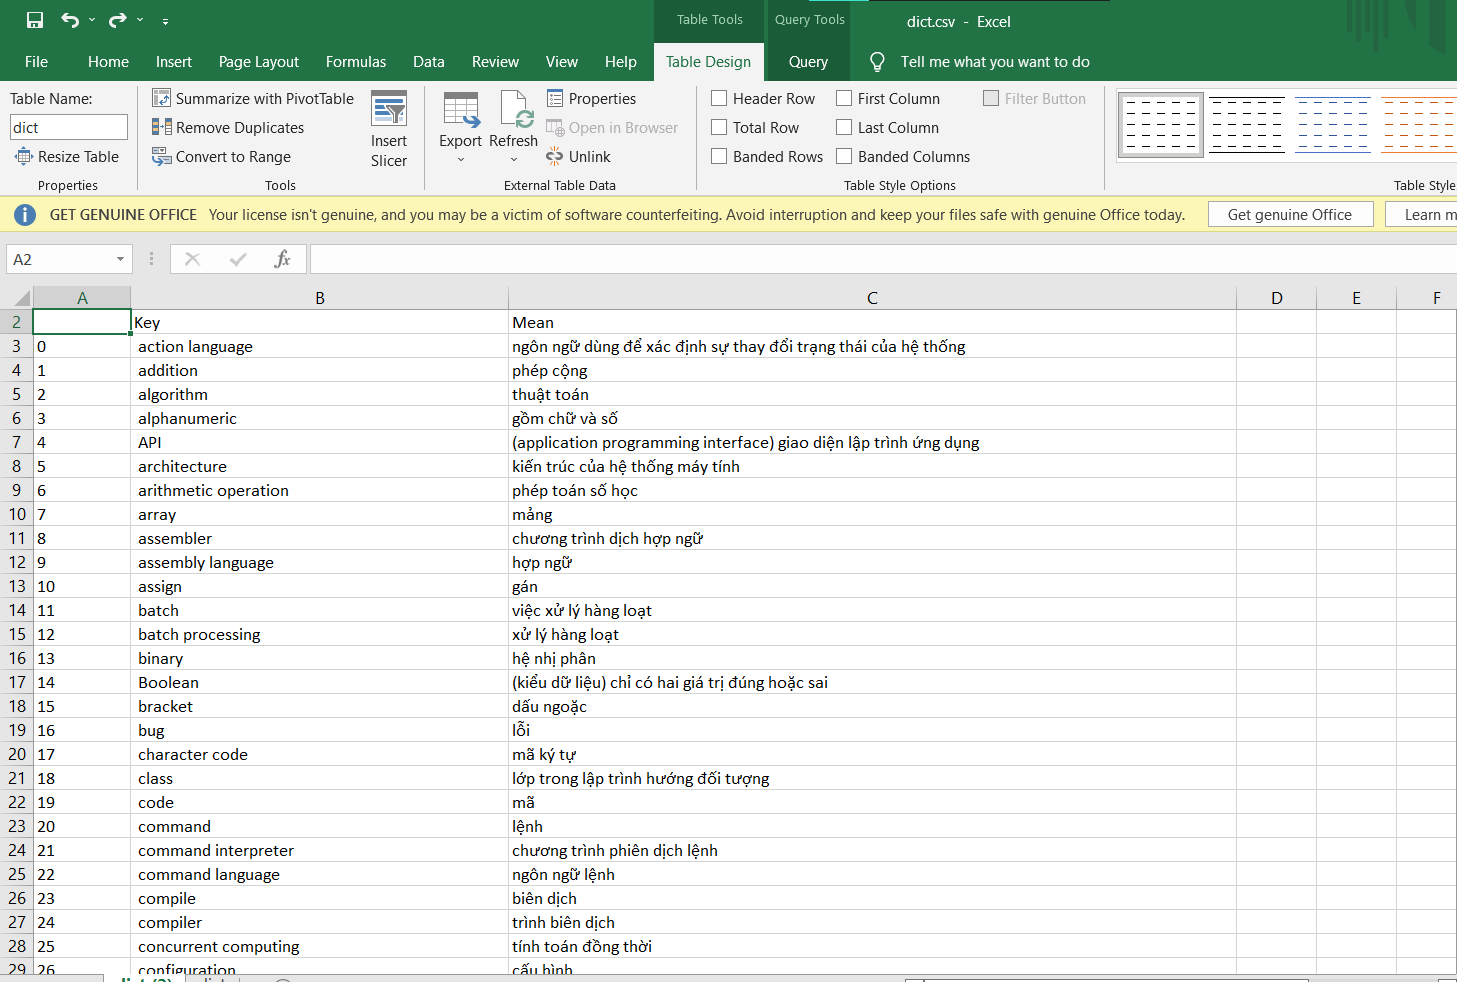 Table Tools Query Tools dict.csv - Excel
File Home Insert Page Layout Formulas Data Review View Help Table Design Query Tell me what you want to do
Table Name:
dict
Resize Table
Properties
Summarize with PivotTable
Remove Duplicates
Convert to Range
Insert
Slicer
Tools
Export Refresh
Properties
Open in Browser
Unlink
External Table Data
Header Row First Column Filter Button
Total Row Last Column
Banded Rows Banded Columns
Table Style Options
Table Style
GET GENUINE OFFICE Your license isn't genuine, and you may be a victim of software counterfeiting. Avoid interruption and keep your files safe with genuine Office today. Get genuine Office Learn m
A2 fx
A B C D E F
2 Key Mean
3 0 action language ngôn ngữ dùng để xác định sự thay đổi trạng thái của hệ thống
4 1 addition phép cộng
5 2 algorithm thuật toán
6 3 alphanumeric gồm chữ và số
7 4 API (application programming interface) giao diện lập trình ứng dụng
8 5 architecture kiến trúc của hệ thống máy tính
9 6 arithmetic operation phép toán số học
10 7 array mảng
11 8 assembler chương trình dịch hợp ngữ
12 9 assembly language hợp ngữ
13 10 assign gán
14 11 batch việc xử lý hàng loạt
15 12 batch processing xử lý hàng loạt
16 13 binary hệ nhị phân
17 14 Boolean (kiểu dữ liệu) chỉ có hai giá trị đúng hoặc sai
18 15 bracket dấu ngoặc
19 16 bug lỗi
20 17 character code mã ký tự
21 18 class lớp trong lập trình hướng đối tượng
22 19 code mã
23 20 command lệnh
24 21 command interpreter chương trình phiên dịch lệnh
25 22 command language ngôn ngữ lệnh
26 23 compile biên dịch
27 24 compiler trình biên dịch
28 25 concurrent computing tính toán đồng thời
29 26 configuration cấu hình